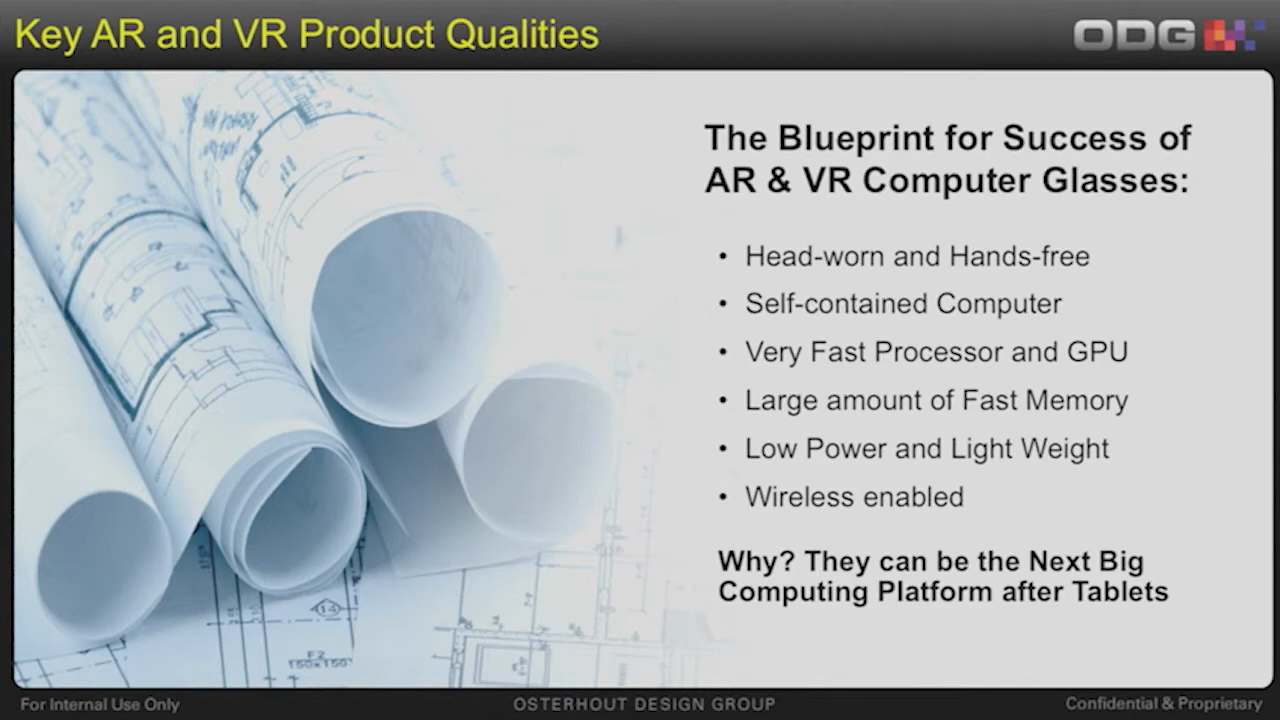 Key AR and VR Product Qualities
ODG
The Blueprint for Success of
AR & VR Computer Glasses:
• Head-worn and Hands-free
• Self-contained Computer
• Very Fast Processor and GPU
• Large amount of Fast Memory
• Low Power and Light Weight
• Wireless enabled
Why? They can be the Next Big
Computing Platform after Tablets
14
F2
150x150
For Internal Use Only
OSTERHOUT DESIGN GROUP
Confidential & Proprietary